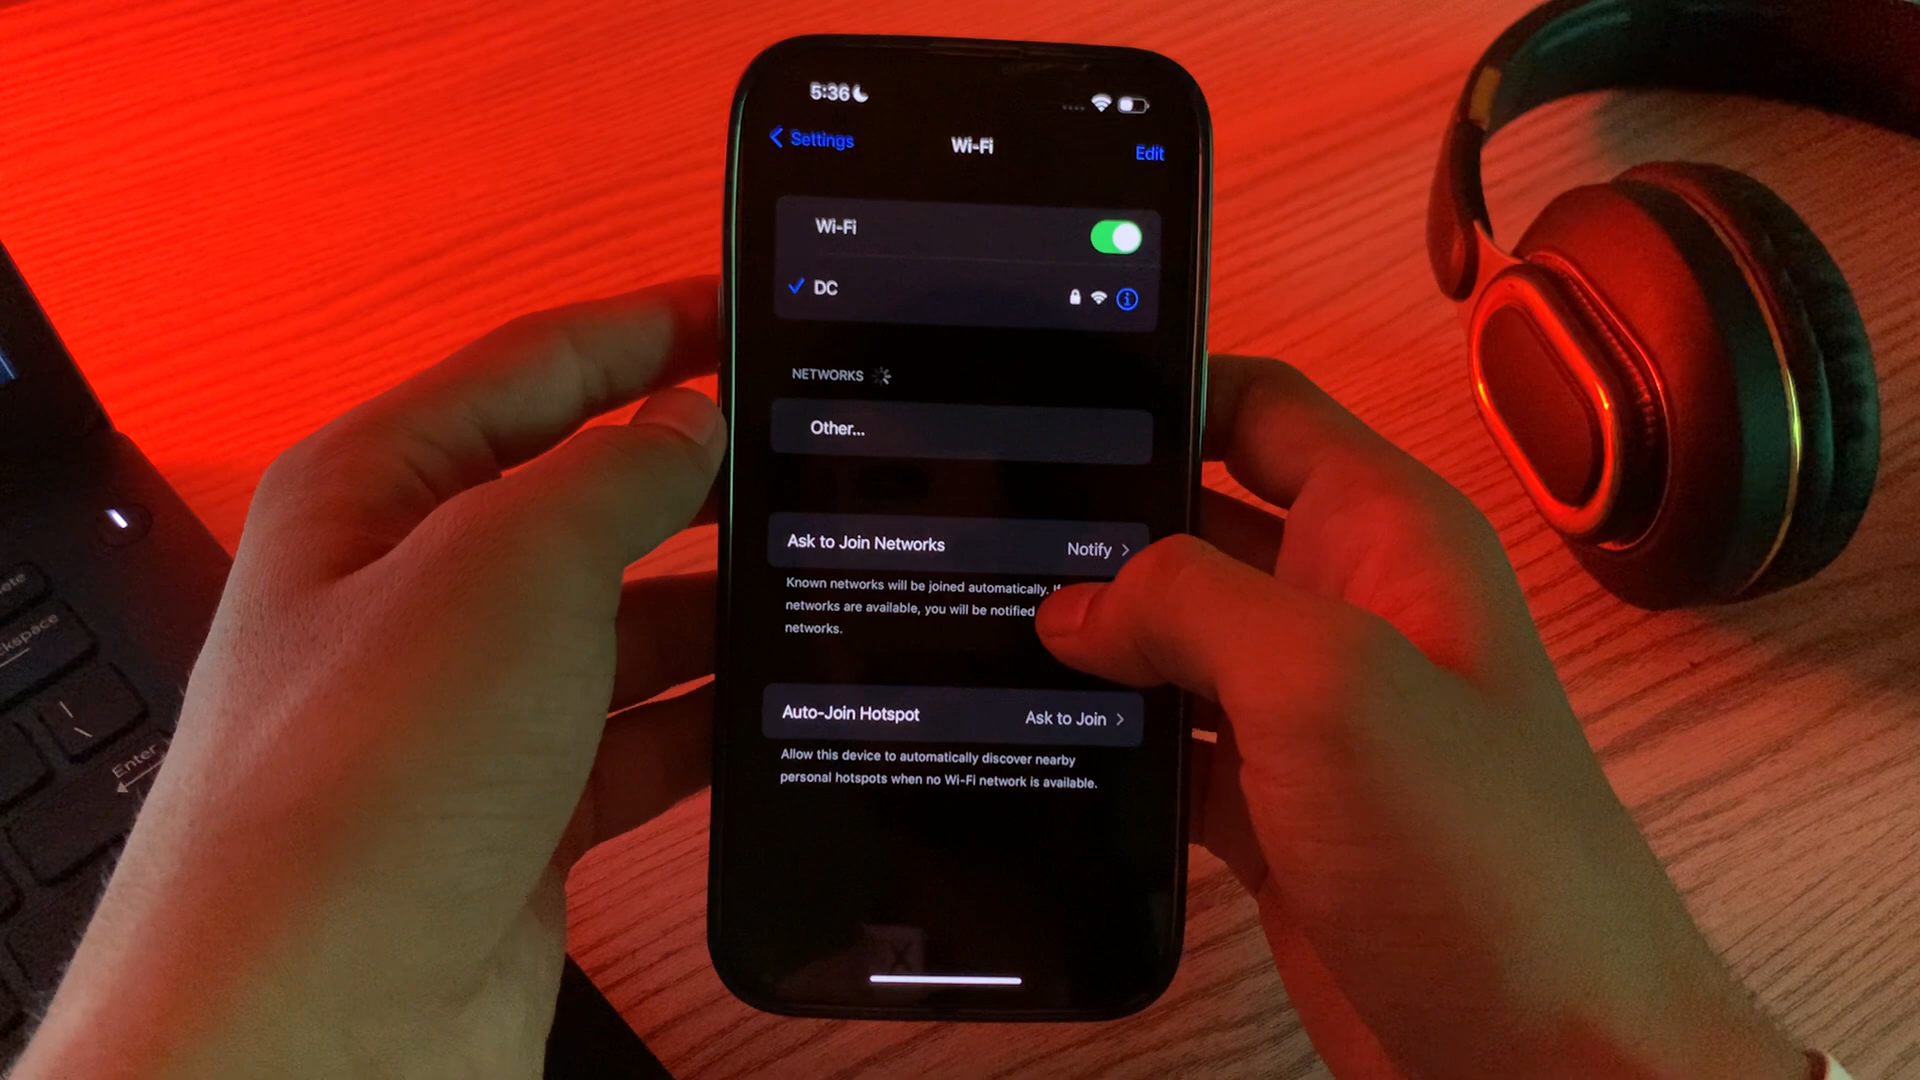 5:36
Settings
Wi-Fi
Edit
Wi-Fi
DC
NETWORKS
Other...
Ask to Join Networks
Notify
Known networks will be joined automatically. If
networks are available, you will be notified
networks.
Auto-Join Hotspot
Ask to Join
Allow this device to automatically discover nearby
personal hotspots when no Wi-Fi network is available.
Enter